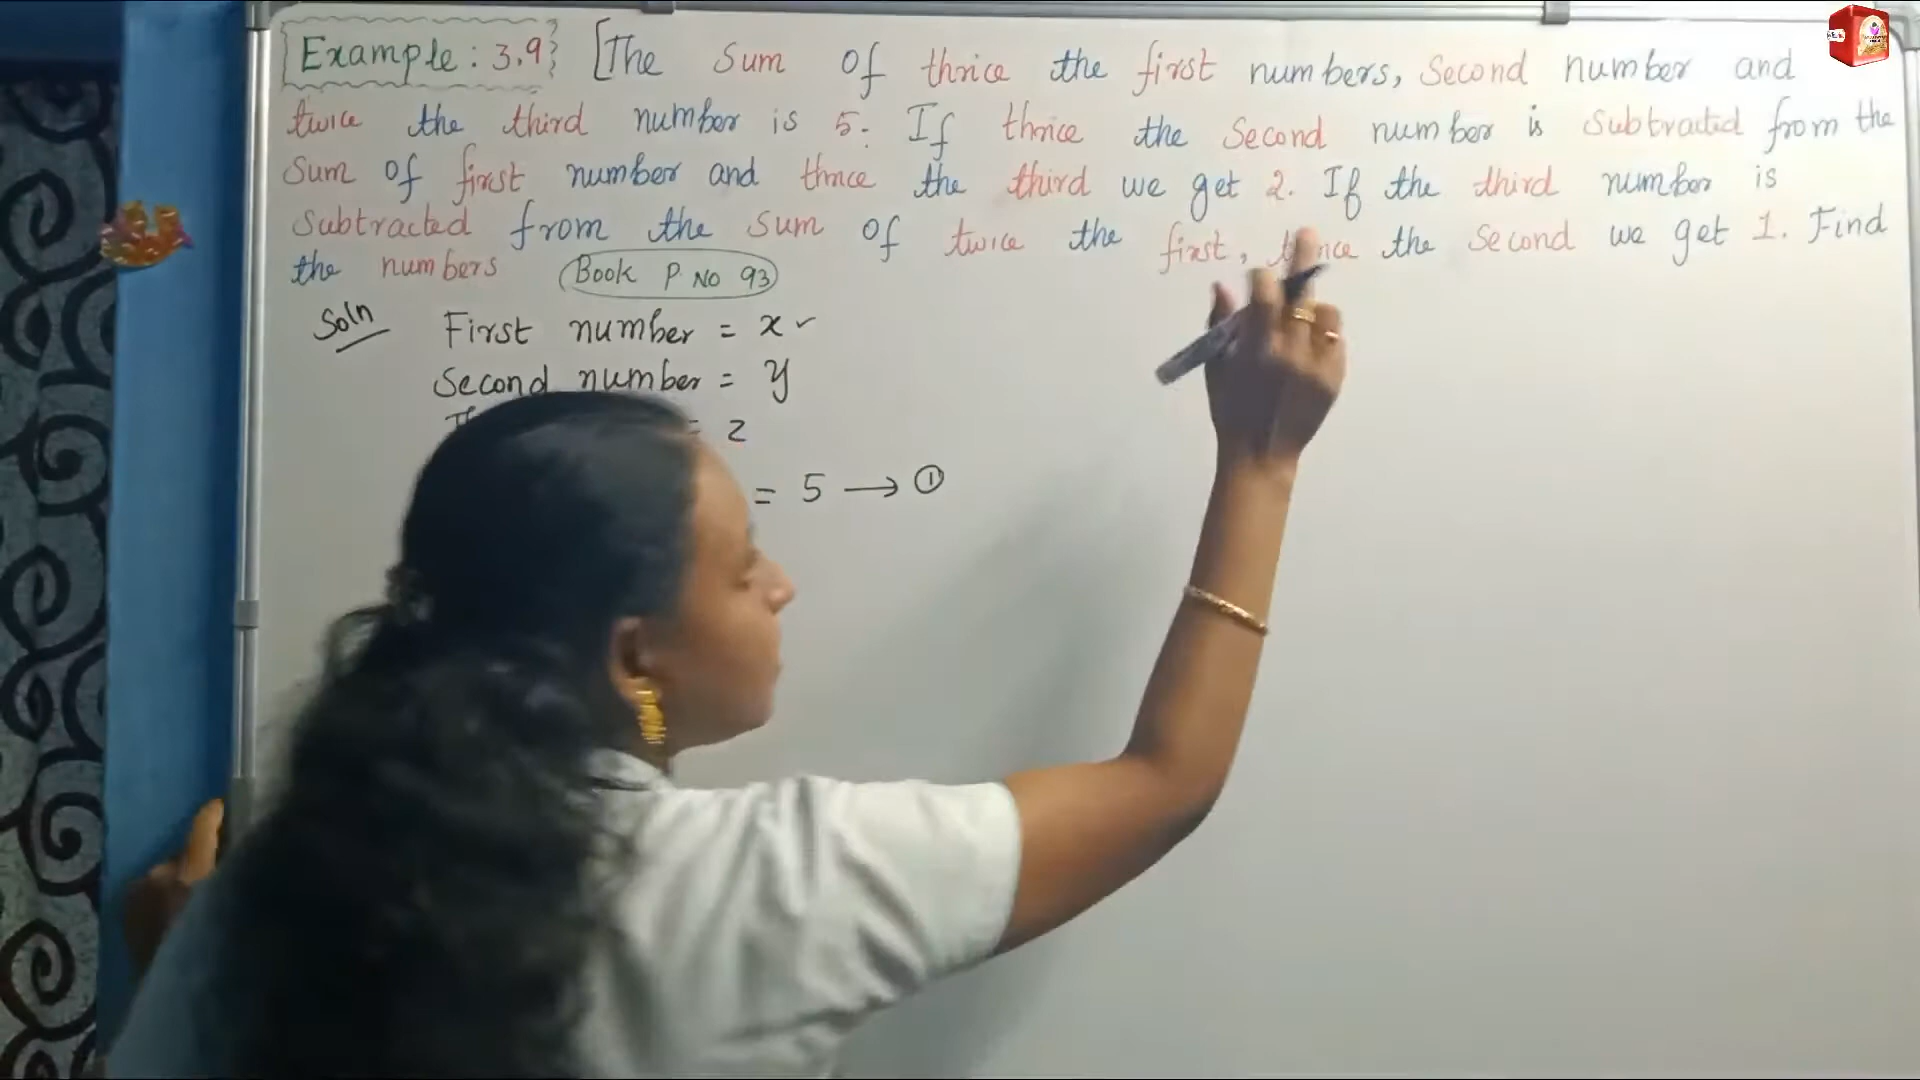 Example: 3.9 [The Sum of thrice the first numbers, Second number and
twice the third number is 5. If thrice the Second number is Subtracted from the
Sum of first number and thrice the third we get 2. If the third number is
Subtracted from the Sum of twice the first, the Second we get 1. Find
the numbers Book P No 93
Soln First number = x ✓
Second number = y
= z
= 5 → ①